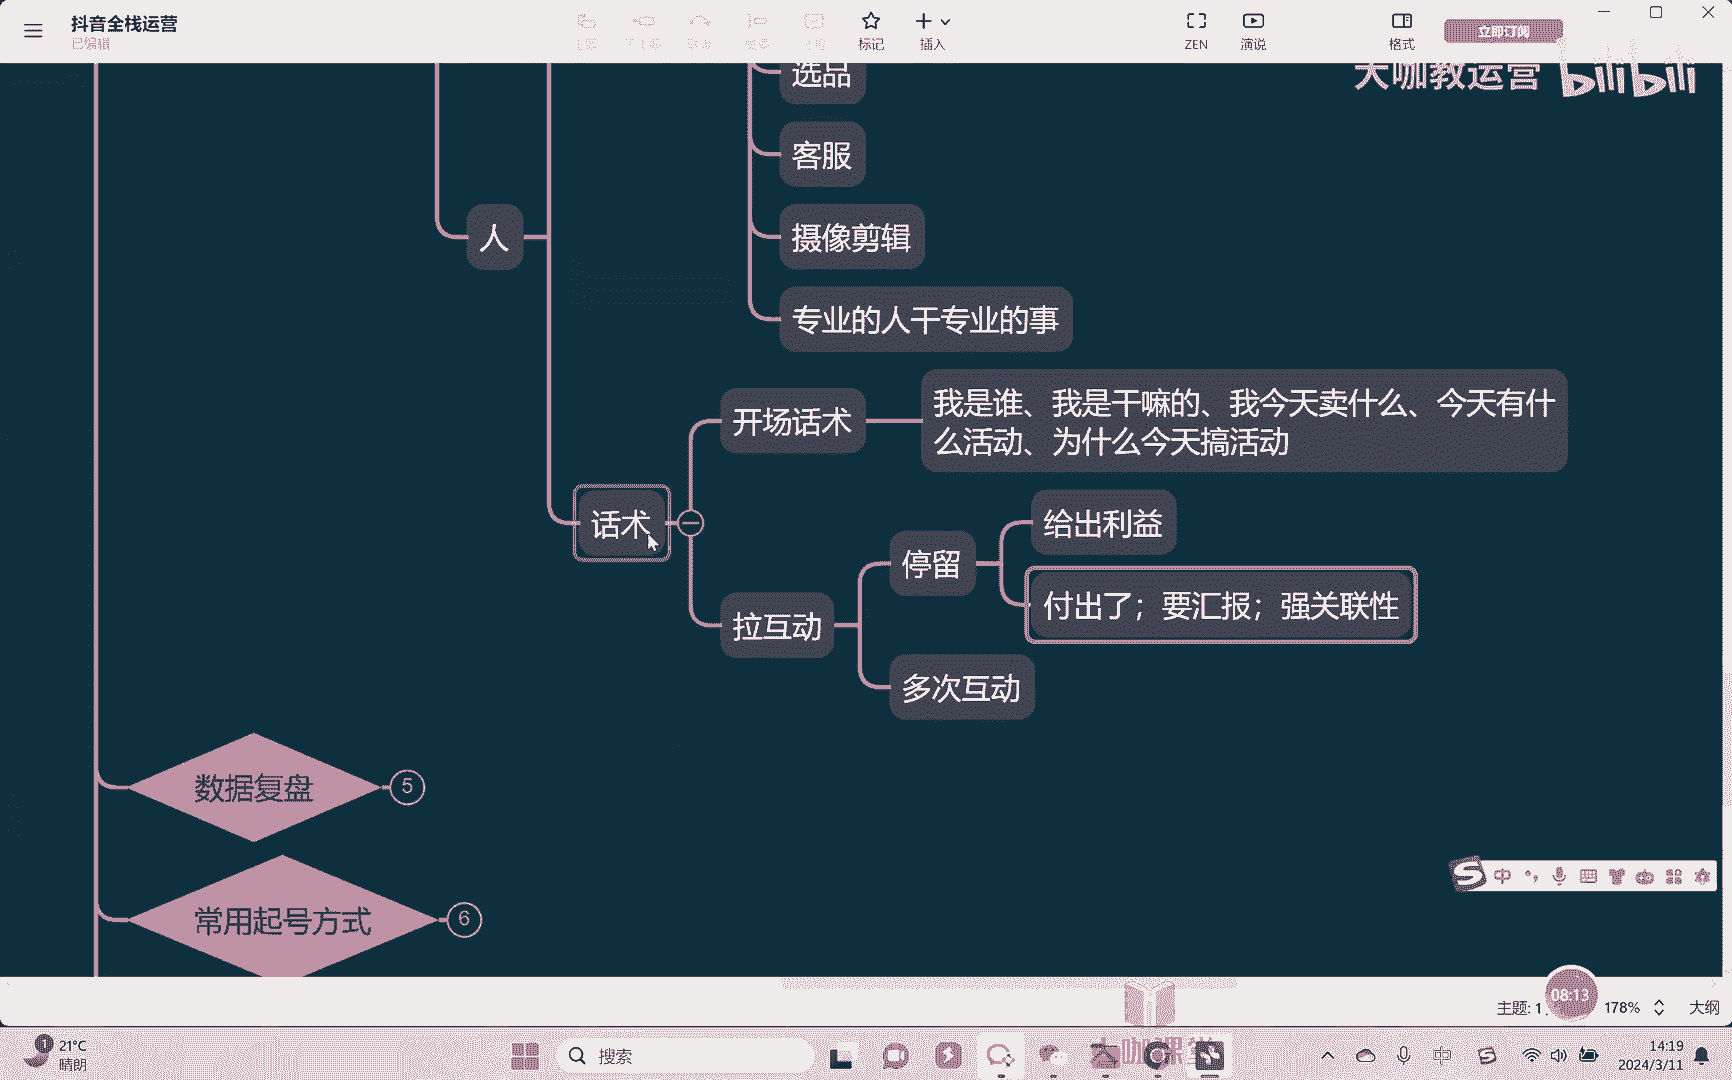 抖音全栈运营
已编辑
标记
插入
ZEN
演说
格式
立即订阅
大咖教运营
bilibili
选品
客服
人
摄像剪辑
专业的人干专业的事
开场话术
我是谁、我是干嘛的、我今天卖什么、今天有什
么活动、为什么今天搞活动
话术
给出利益
停留
付出了；要汇报；强关联性
拉互动
多次互动
数据复盘
5
常用起号方式
6
中
主题: 1
08:13
178%
大纲
1
21°C
晴朗
搜索
咖课堂
中
14:19
2024/3/11